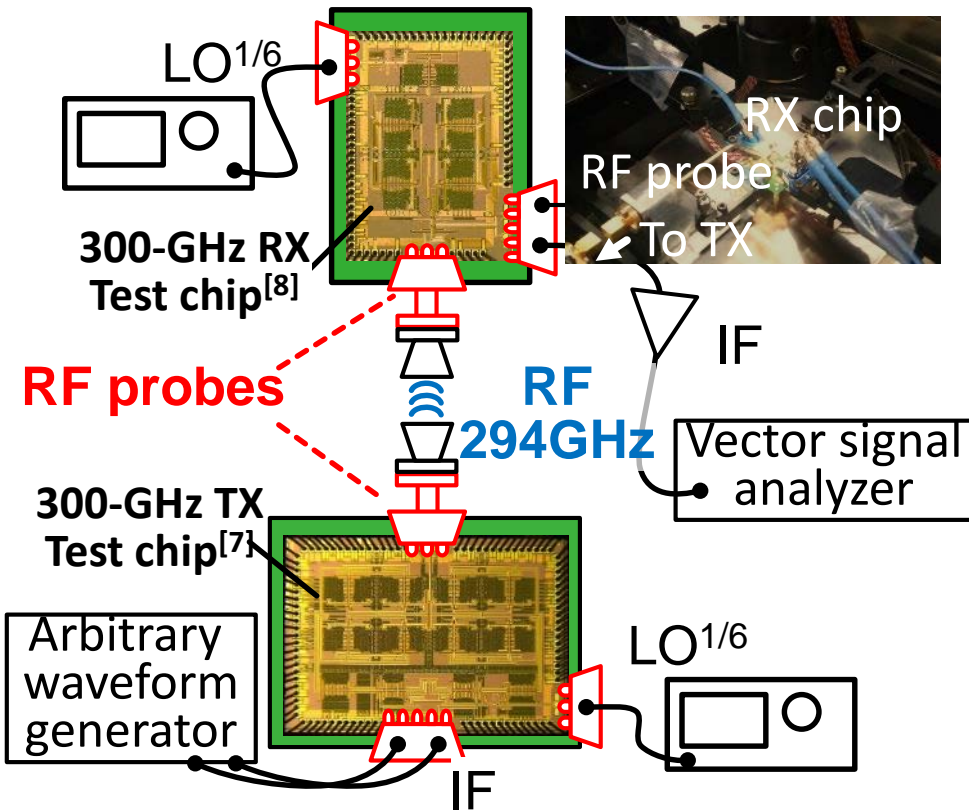 LO1/6
RX chip
RF probe
To TX
300-GHz RX
Test chip[8]
IF
RF probes
RF
294GHz
Vector signal
analyzer
300-GHz TX
Test chip[7]
Arbitrary
waveform
generator
LO1/6
IF